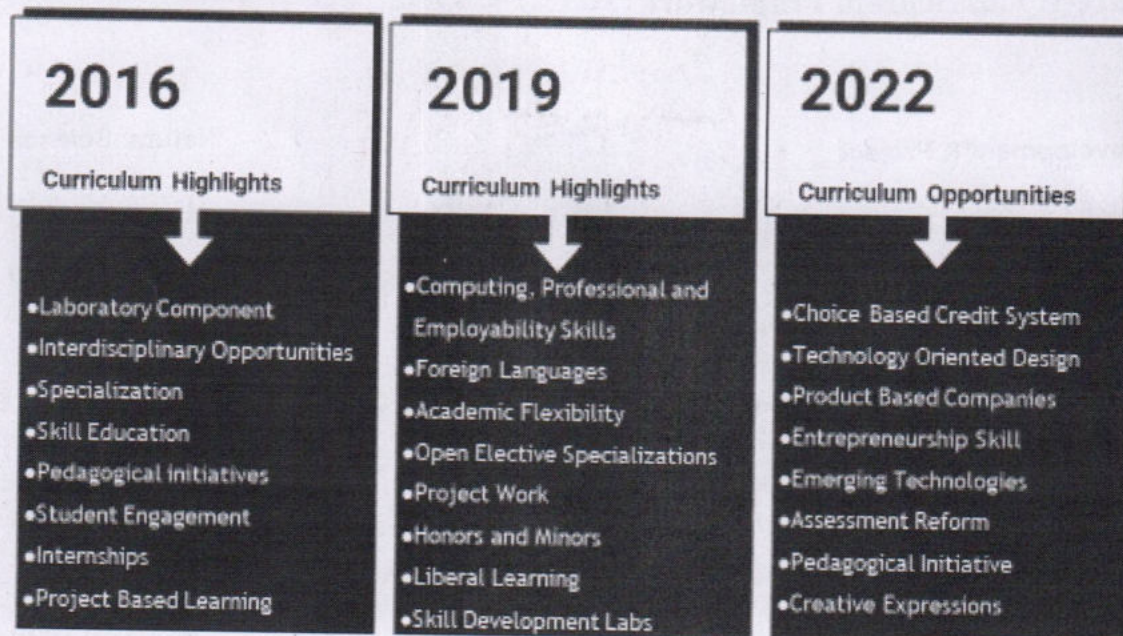 2016
Curriculum Highlights
●Laboratory Component
●Interdisciplinary Opportunities
●Specialization
●Skill Education
●Pedagogical initiatives
●Student Engagement
●Internships
●Project Based Learning
2019
Curriculum Highlights
●Computing, Professional and
Employability Skills
●Foreign Languages
●Academic Flexibility
●Open Elective Specializations
●Project Work
●Honors and Minors
●Liberal Learning
●Skill Development Labs
2022
Curriculum Opportunities
●Choice Based Credit System
●Technology Oriented Design
●Product Based Companies
●Entrepreneurship Skill
●Emerging Technologies
●Assessment Reform
●Pedagogical Initiative
●Creative Expressions